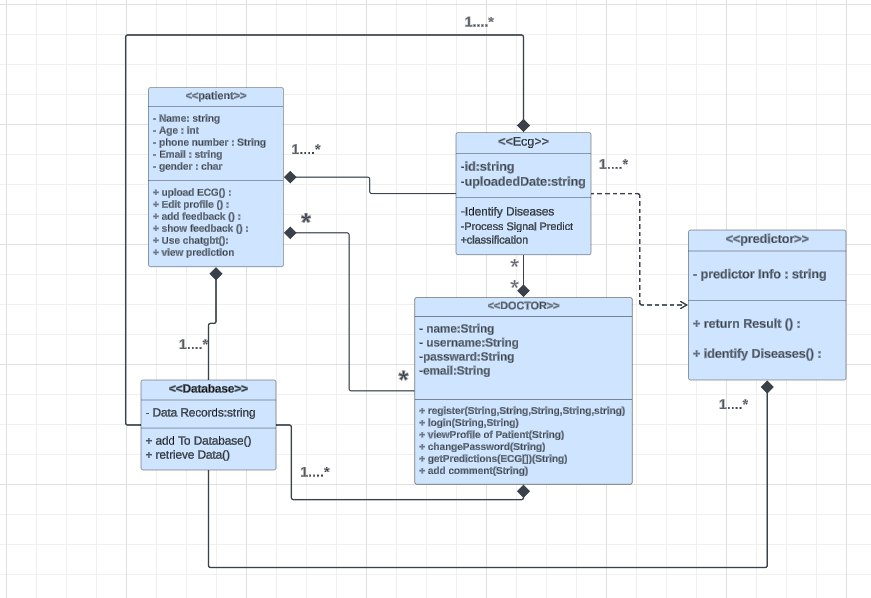 1....*
<<patient>>
- Name: string
- Age : int
- phone number : String
- Email : string
- gender : char
+ upload ECG() :
+ Edit profile () :
+ add feedback () :
+ show feedback () :
+ Use chatgbt():
+ view prediction
1....*
*
<<Ecg>>
-id:string
-uploadedDate:string
-Identify Diseases
-Process Signal Predict
+classification
1....*
*
*
<<predictor>>
- predictor Info : string
+ return Result () :
+ identify Diseases() :
1....*
<<DOCTOR>>
- name:String
- username:String
-passward:String
-email:String
+ register(String,String,String,String,string)
+ login(String,String)
+ viewProfile of Patient(String)
+ changePassword(String)
+ getPredictions(ECG[])(String)
+ add comment(String)
*
1....*
<<Database>>
- Data Records:string
+ add To Database()
+ retrieve Data()
1....*